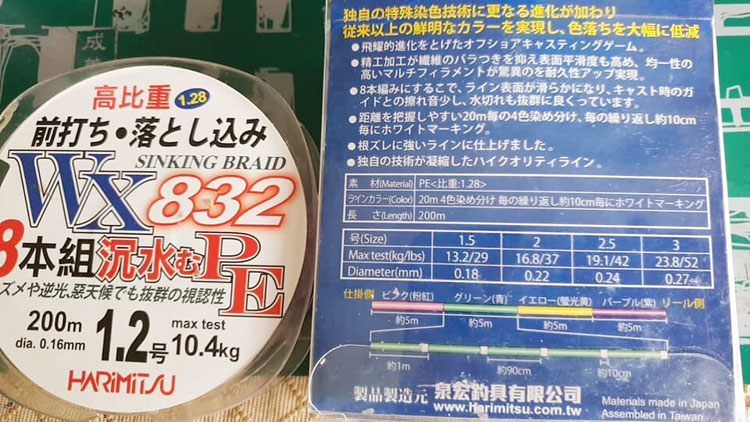 成
高比重 1.28
前打ち・落とし込み
SINKING BRAID
WX832
8本組沉水むPE
ズメや逆光、惡天候でも抜群の視認性
200m
dia. 0.16mm
1.2号
max test
10.4kg
HARiMiTSU
独自の特殊染色技術に更なる進化が加わり
従来以上の鮮明なカラーを実現し、色落ちを大幅に低減
●飛躍的進化をとげたオフショアキャスティングゲーム。
●精工加工が繊維のバラつきを抑え表面平滑度も高め、均一性の
高いマルチフィラメントが驚異のを耐久性アップ実現。
●8本編みにすることで、ライン表面が滑らかになり、キャスト時のガ
イドとの擦れ音少し、水切れも抜群に良くっています。
●距離を把握しやすい20m毎の4色染め分け、毎の繰り返し約10cm
毎にホワイトマーキング。
●根ズレに強いラインに仕上げました。
●独自の技術が凝縮したハイクオリティライン。
素 材(Material) PE<比重:1.28>
ラインカラー(Color) 20m 4色染め分け 毎の繰り返し約10cm毎にホワイトマーキング
長 さ(Length) 200m
号(Size) 1.5 2 2.5 3
Max test(kg/lbs) 13.2/29 16.8/37 19.1/42 23.8/52
Diameter(mm) 0.18 0.22 0.24 0.27
仕掛側 ピンク(粉紅) グリーン(青) イエロー(螢光黄) パープル(紫) リール側
約5m 約5m 約5m 約5m
約1m 約90cm 約10cm
製品製造元 泉宏釣具有限公司
www.Harimitsu.com.tw
Materials made in Japan
Assembled in Taiwan